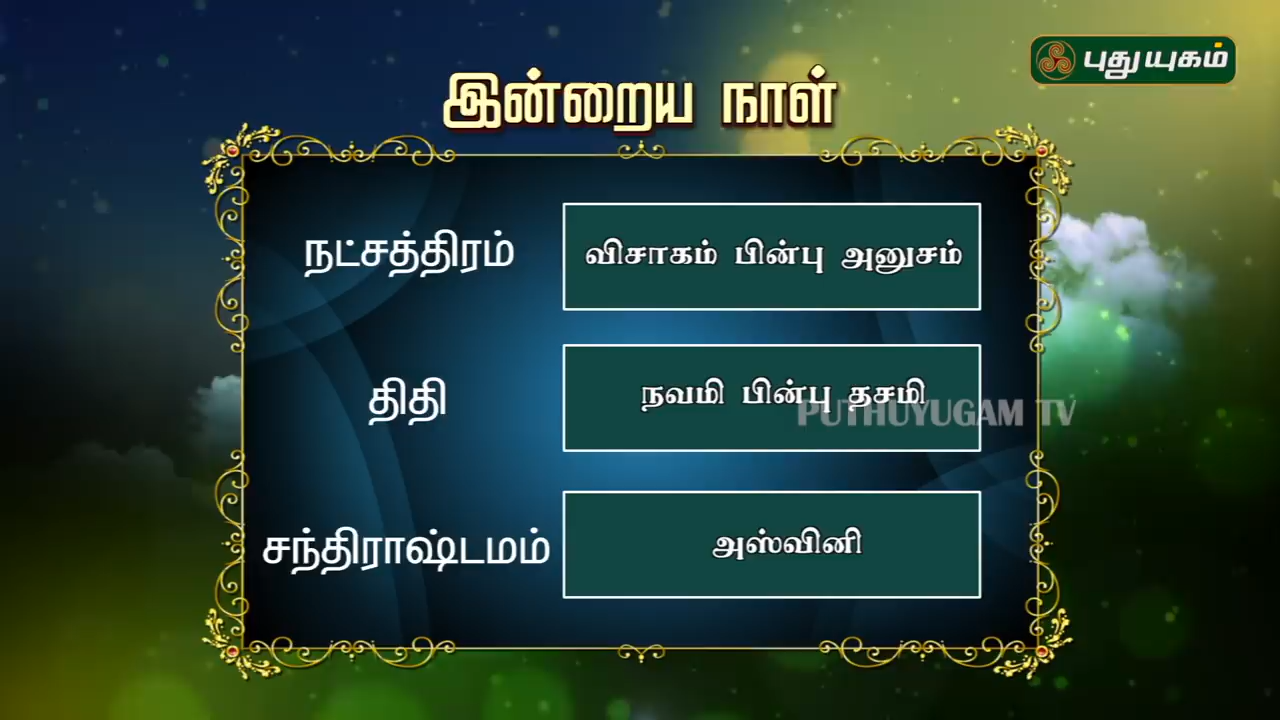 புதுயுகம்
இன்றைய நாள்
நட்சத்திரம் விசாகம் பின்பு அனுசம்
திதி நவமி பின்பு தசமி
PUTHUYUGAM TV
சந்திராஷ்டமம் அஸ்வினி